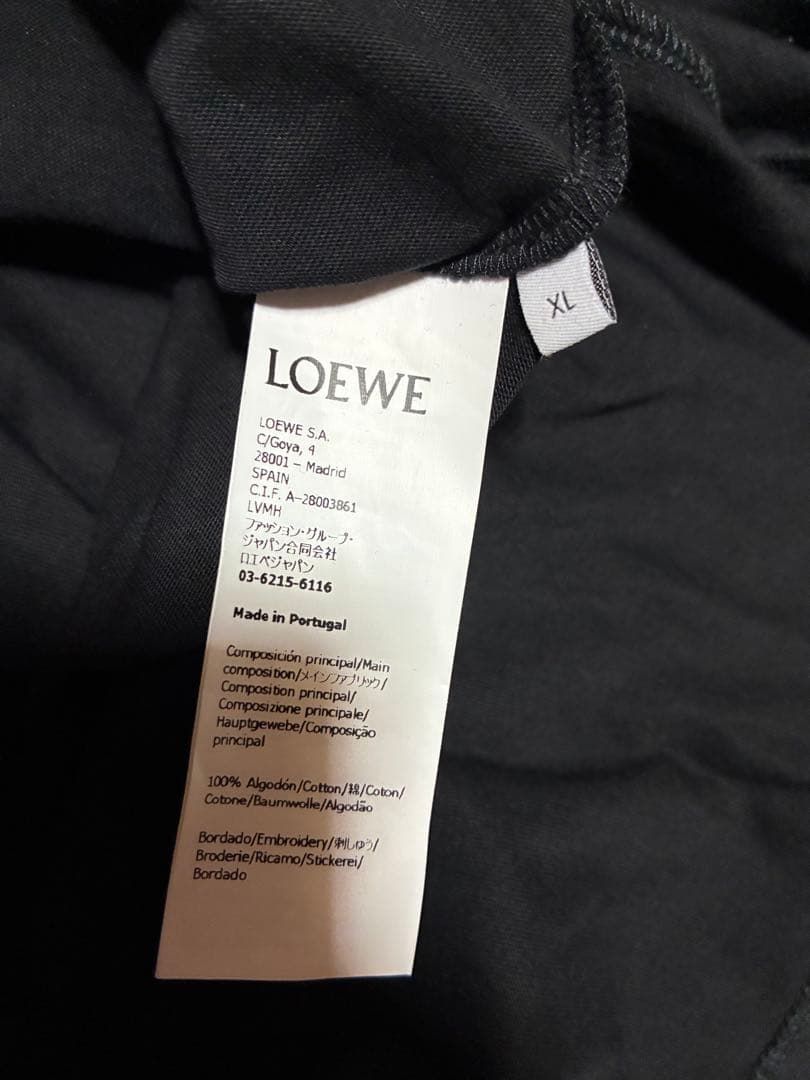 XL
LOEWE
LOEWE S.A.
C/Goya, 4
28001 – Madrid
SPAIN
C.I.F. A-28003861
LVMH
ファッション・グループ・
ジャパン合同会社
ロエベジャパン
03-6215-6116
Made in Portugal
Composición principal/Main
composition/メインファブリック/
Composition principal/
Composizione principale/
Hauptgewebe/Composição
principal
100% Algodón/Cotton/綿/Coton/
Cotone/Baumwolle/Algodão
Bordado/Embroidery/刺しゅう/
Broderie/Ricamo/Stickerei/
Bordado